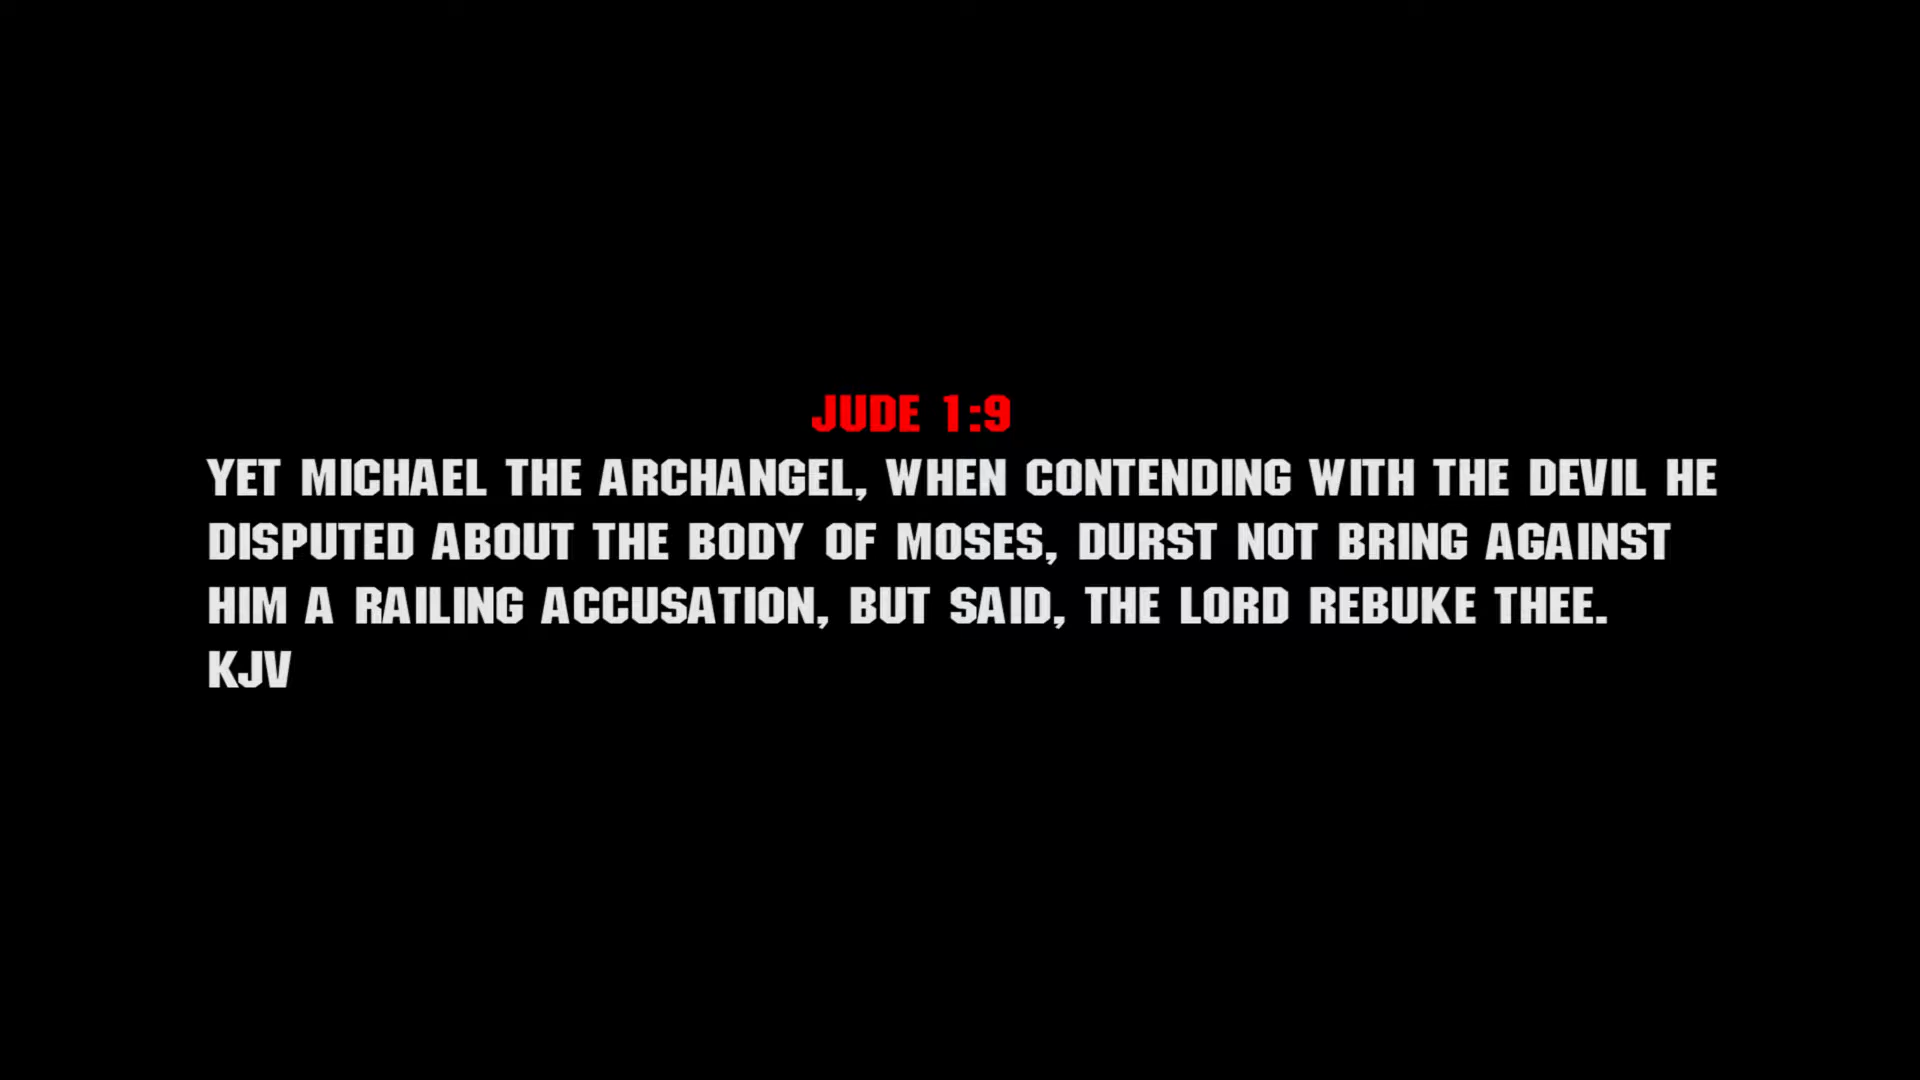 JUDE 1:9
YET MICHAEL THE ARCHANGEL, WHEN CONTENDING WITH THE DEVIL HE
DISPUTED ABOUT THE BODY OF MOSES, DURST NOT BRING AGAINST
HIM A RAILING ACCUSATION, BUT SAID, THE LORD REBUKE THEE.
KJV